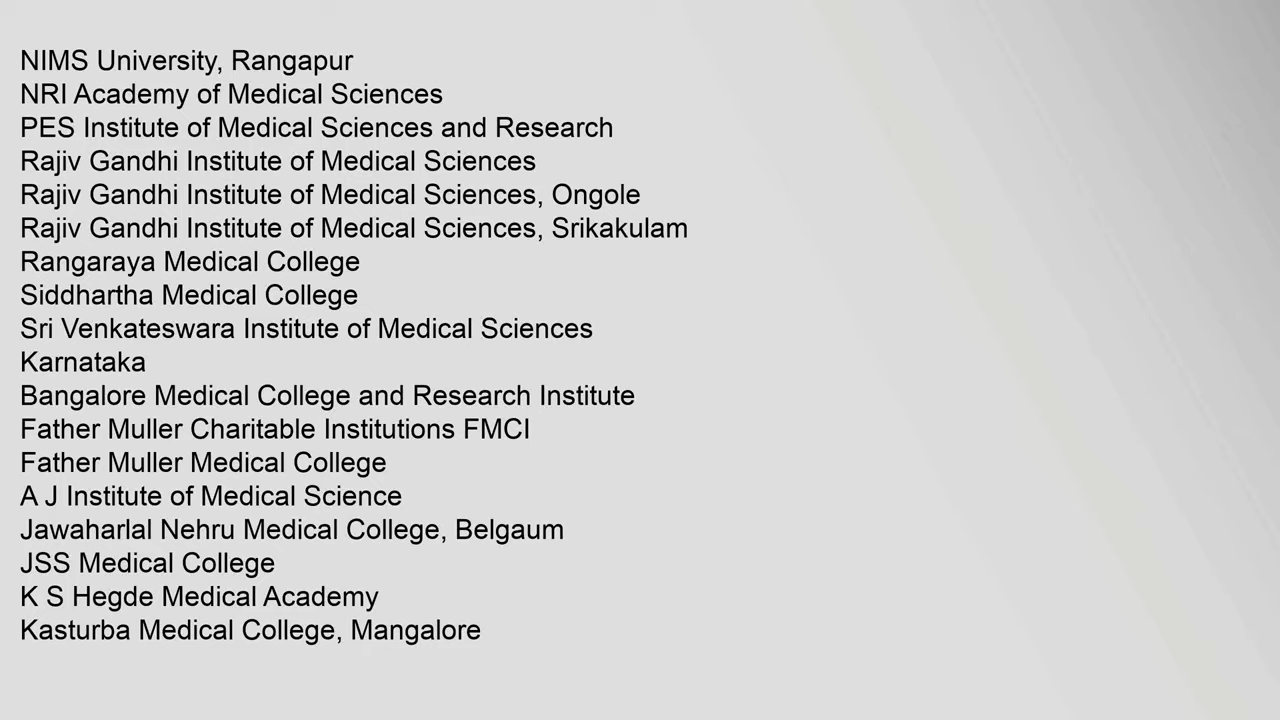 NIMS University, Rangapur
NRI Academy of Medical Sciences
PES Institute of Medical Sciences and Research
Rajiv Gandhi Institute of Medical Sciences
Rajiv Gandhi Institute of Medical Sciences, Ongole
Rajiv Gandhi Institute of Medical Sciences, Srikakulam
Rangaraya Medical College
Siddhartha Medical College
Sri Venkateswara Institute of Medical Sciences
Karnataka
Bangalore Medical College and Research Institute
Father Muller Charitable Institutions FMCI
Father Muller Medical College
A J Institute of Medical Science
Jawaharlal Nehru Medical College, Belgaum
JSS Medical College
K S Hegde Medical Academy
Kasturba Medical College, Mangalore